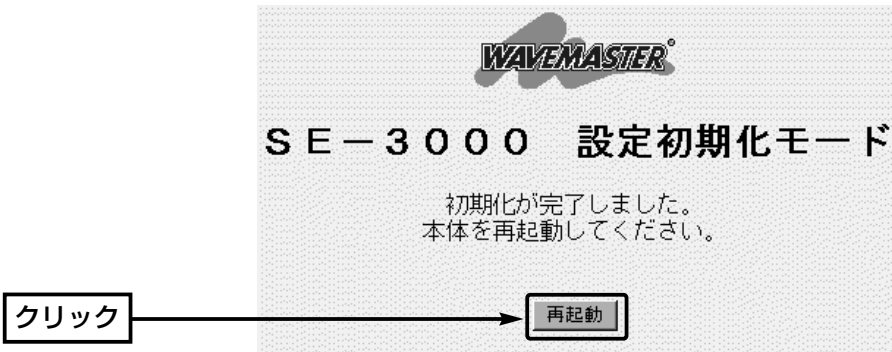 WAVEMASTER®
ＳＥ－３０００　設定初期化モード
初期化が完了しました。
本体を再起動してください。
クリック
再起動